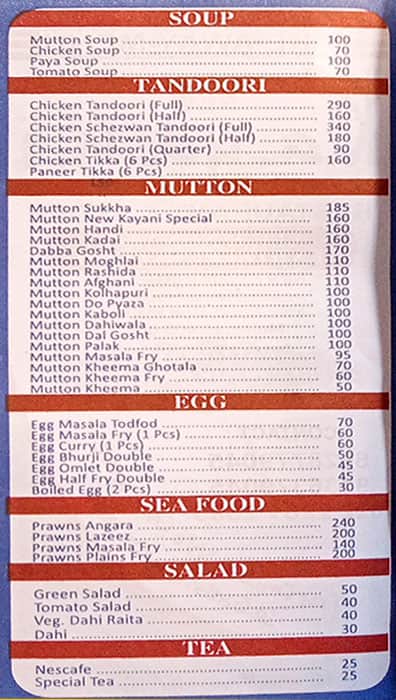 SOUP
Mutton Soup ........ 100
Chicken Soup ........ 70
Paya Soup ........ 100
Tomato Soup ........ 70
TANDOORI
Chicken Tandoori (Full) ........ 290
Chicken Tandoori (Half) ........ 160
Chicken Schezwan Tandoori (Full) ........ 340
Chicken Schezwan Tandoori (Half) ........ 180
Chicken Tandoori (Quarter) ........ 90
Chicken Tikka (6 Pcs) ........ 160
Paneer Tikka (6 Pcs) ........
MUTTON
Mutton Sukkha ........ 185
Mutton New Kayani Special ........ 160
Mutton Handi ........ 160
Mutton Kadai ........ 160
Dabba Gosht ........ 170
Mutton Moghlai ........ 110
Mutton Rashida ........ 110
Mutton Afghani ........ 110
Mutton Kolhapuri ........ 100
Mutton Do Pyaza ........ 100
Mutton Kaboli ........ 100
Mutton Dahiwala ........ 100
Mutton Dal Gosht ........ 100
Mutton Palak ........ 100
Mutton Masala Fry ........ 95
Mutton Kheema Ghotala ........ 70
Mutton Kheema Fry ........ 60
Mutton Kheema ........ 50
EGG
Egg Masala Todfod ........ 70
Egg Masala Fry (1 Pcs) ........ 60
Egg Curry (1 Pcs) ........ 60
Egg Bhurji Double ........ 50
Egg Omlet Double ........ 45
Egg Half Fry Double ........ 45
Boiled Egg (2 Pcs) ........ 30
SEA FOOD
Prawns Angara ........ 240
Prawns Lazeez ........ 200
Prawns Masala Fry ........ 140
Prawns Plains Fry ........ 200
SALAD
Green Salad ........ 50
Tomato Salad ........ 40
Veg. Dahi Raita ........ 40
Dahi ........ 30
TEA
Nescafe ........ 25
Special Tea ........ 25